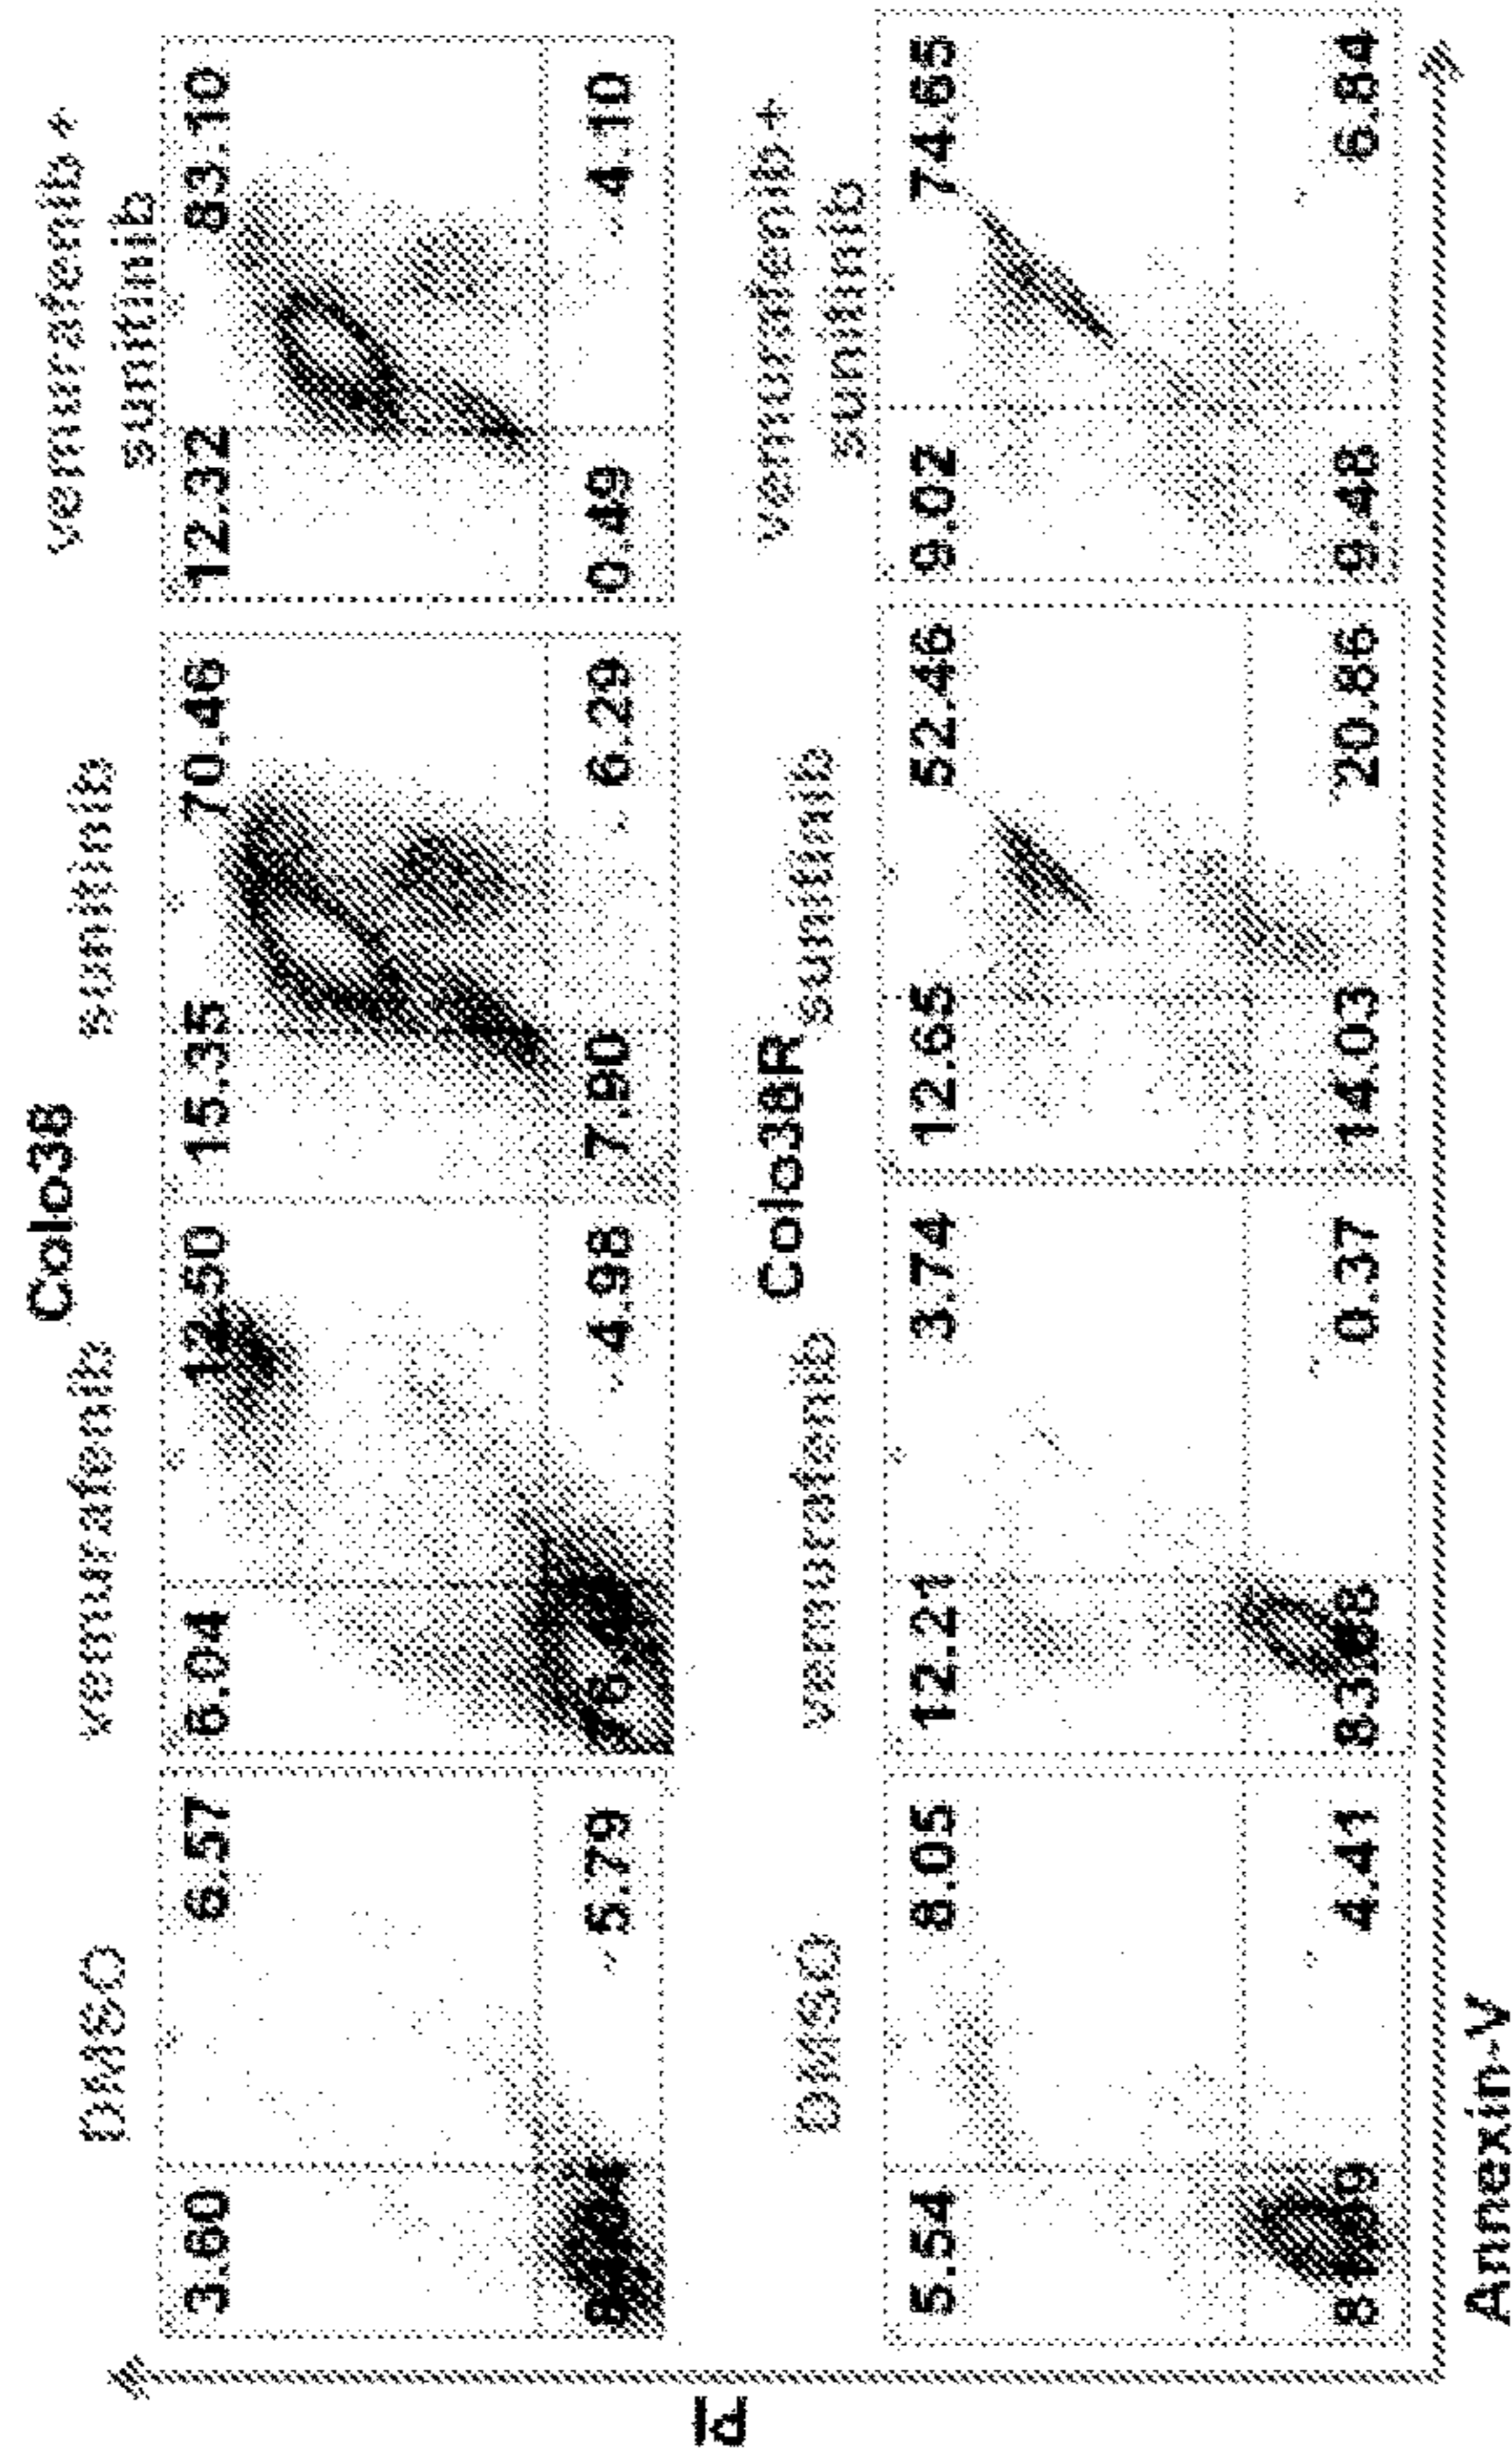 Colo38
DMSO vemurafenib sunitinib vemurafenib +
sunitinib
3.60 6.57 6.04 12.50 15.35 70.46 12.32 83.10
5.79 4.98 7.90 6.29 0.49 4.10
Colo38R
DMSO vemurafenib sunitinib vemurafenib +
sunitinib
5.54 8.05 12.21 3.74 12.65 52.46 9.02 74.65
4.41 0.37 14.03 20.86 9.48 6.84
PI
Annexin-V